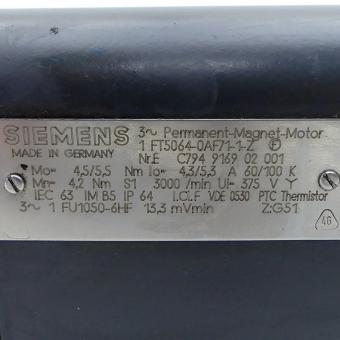 SIEMENS 3~ Permanent-Magnet-Motor
MADE IN GERMANY 1 FT5064-0AF71-1-Z
Nr.E C794 9169 02 001
Mo= 4,5/5,5 Nm Io= 4,3/5,3 A 60/100 K
Mn= 4,2 Nm S1 3000 /min Ui= 375 V Y
IEC 63 IM B5 IP 64 I.Cl.F VDE 0530 PTC Thermistor
3~ 1 FU1050-6HF 13,3 mVmin Z:G51
46